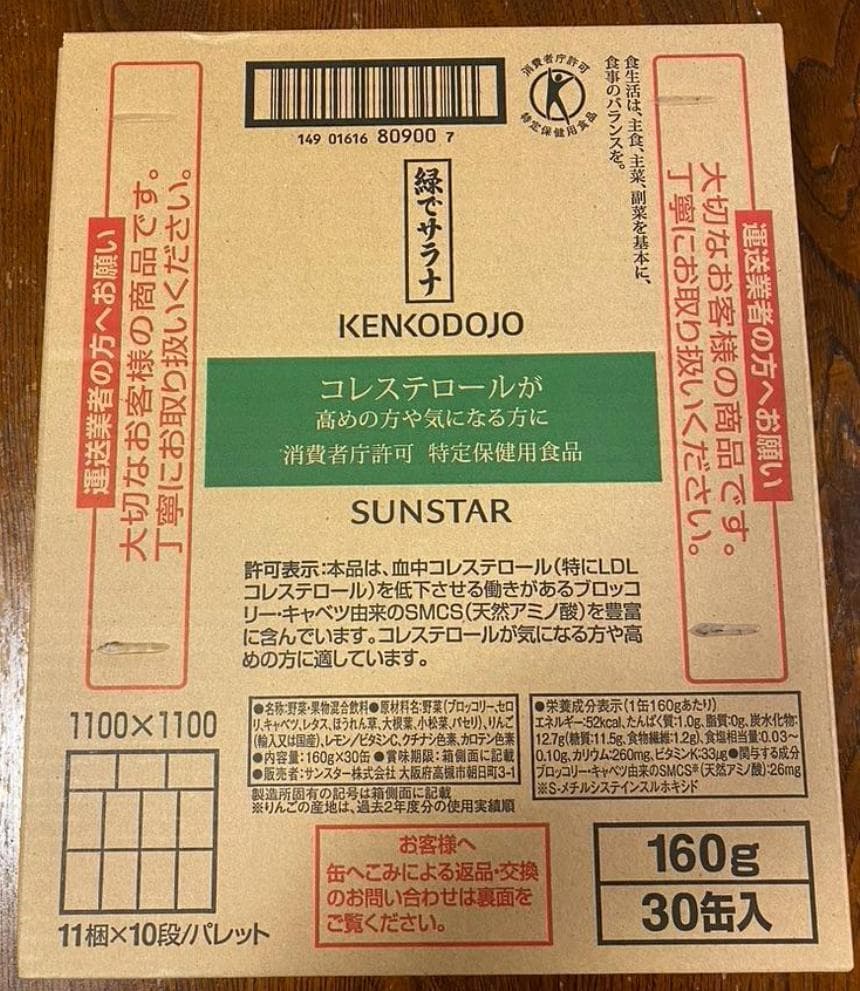 149 01616 80900 7
消費者庁許可
特定保健用食品
食生活は、主食、主菜、副菜を基本に、
食事のバランスを。
緑でサラナ
KENKODOJO
コレステロールが
高めの方や気になる方に
消費者庁許可 特定保健用食品
SUNSTAR
運送業者の方へお願い
大切なお客様の商品です。
丁寧にお取り扱いください。
運送業者の方へお願い
大切なお客様の商品です。
丁寧にお取り扱いください。
許可表示:本品は、血中コレステロール(特にLDL
コレステロール)を低下させる働きがあるブロッコ
リー・キャベツ由来のSMCS(天然アミノ酸)を豊富
に含んでいます。コレステロールが気になる方や高
めの方に適しています。
●名称:野菜・果物混合飲料●原材料名:野菜(ブロッコリー、セロ
リ、キャベツ、レタス、ほうれん草、大根葉、小松菜、パセリ)、りんご
(輸入又は国産)、レモン/ビタミンC、クチナシ色素、カロテン色素
●内容量:160g×30缶●賞味期限:箱側面に記載
●販売者:サンスター株式会社 大阪府高槻市朝日町3-1
製造所固有の記号は箱側面に記載
※りんごの産地は、過去2年度分の使用実績順
●栄養成分表示(1缶160gあたり)
エネルギー:52kcal、たんぱく質:1.0g、脂質:0g、炭水化物:
12.7g(糖質:11.5g、食物繊維:1.2g)、食塩相当量:0.03~
0.10g、カリウム:260mg、ビタミンK:33μg●関与する成分
ブロッコリー・キャベツ由来のSMCS※(天然アミノ酸):26mg
※S-メチルシステインスルホキシド
1100×1100
11梱×10段/パレット
お客様へ
缶へこみによる返品・交換
のお問い合わせは裏面を
ご覧ください。
160g
30缶入